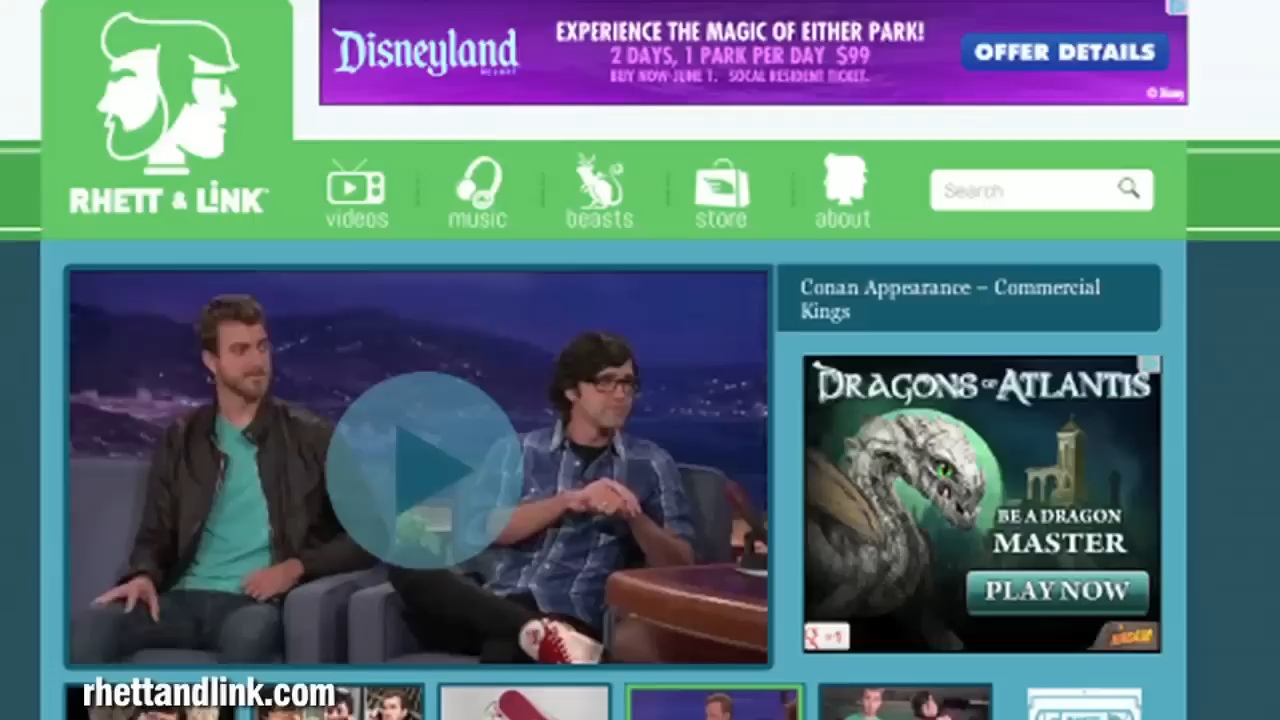 Disneyland
EXPERIENCE THE MAGIC OF EITHER PARK!
2 DAYS, 1 PARK PER DAY $99
BUY NOW-JUNE 1. SOCAL RESIDENT TICKET.
OFFER DETAILS
© Disney
RHETT & LiNK
videos
music
beasts
store
about
Search
Conan Appearance – Commercial
Kings
DRAGONS OF ATLANTIS
BE A DRAGON
MASTER
PLAY NOW
+1
rhettandlink.com